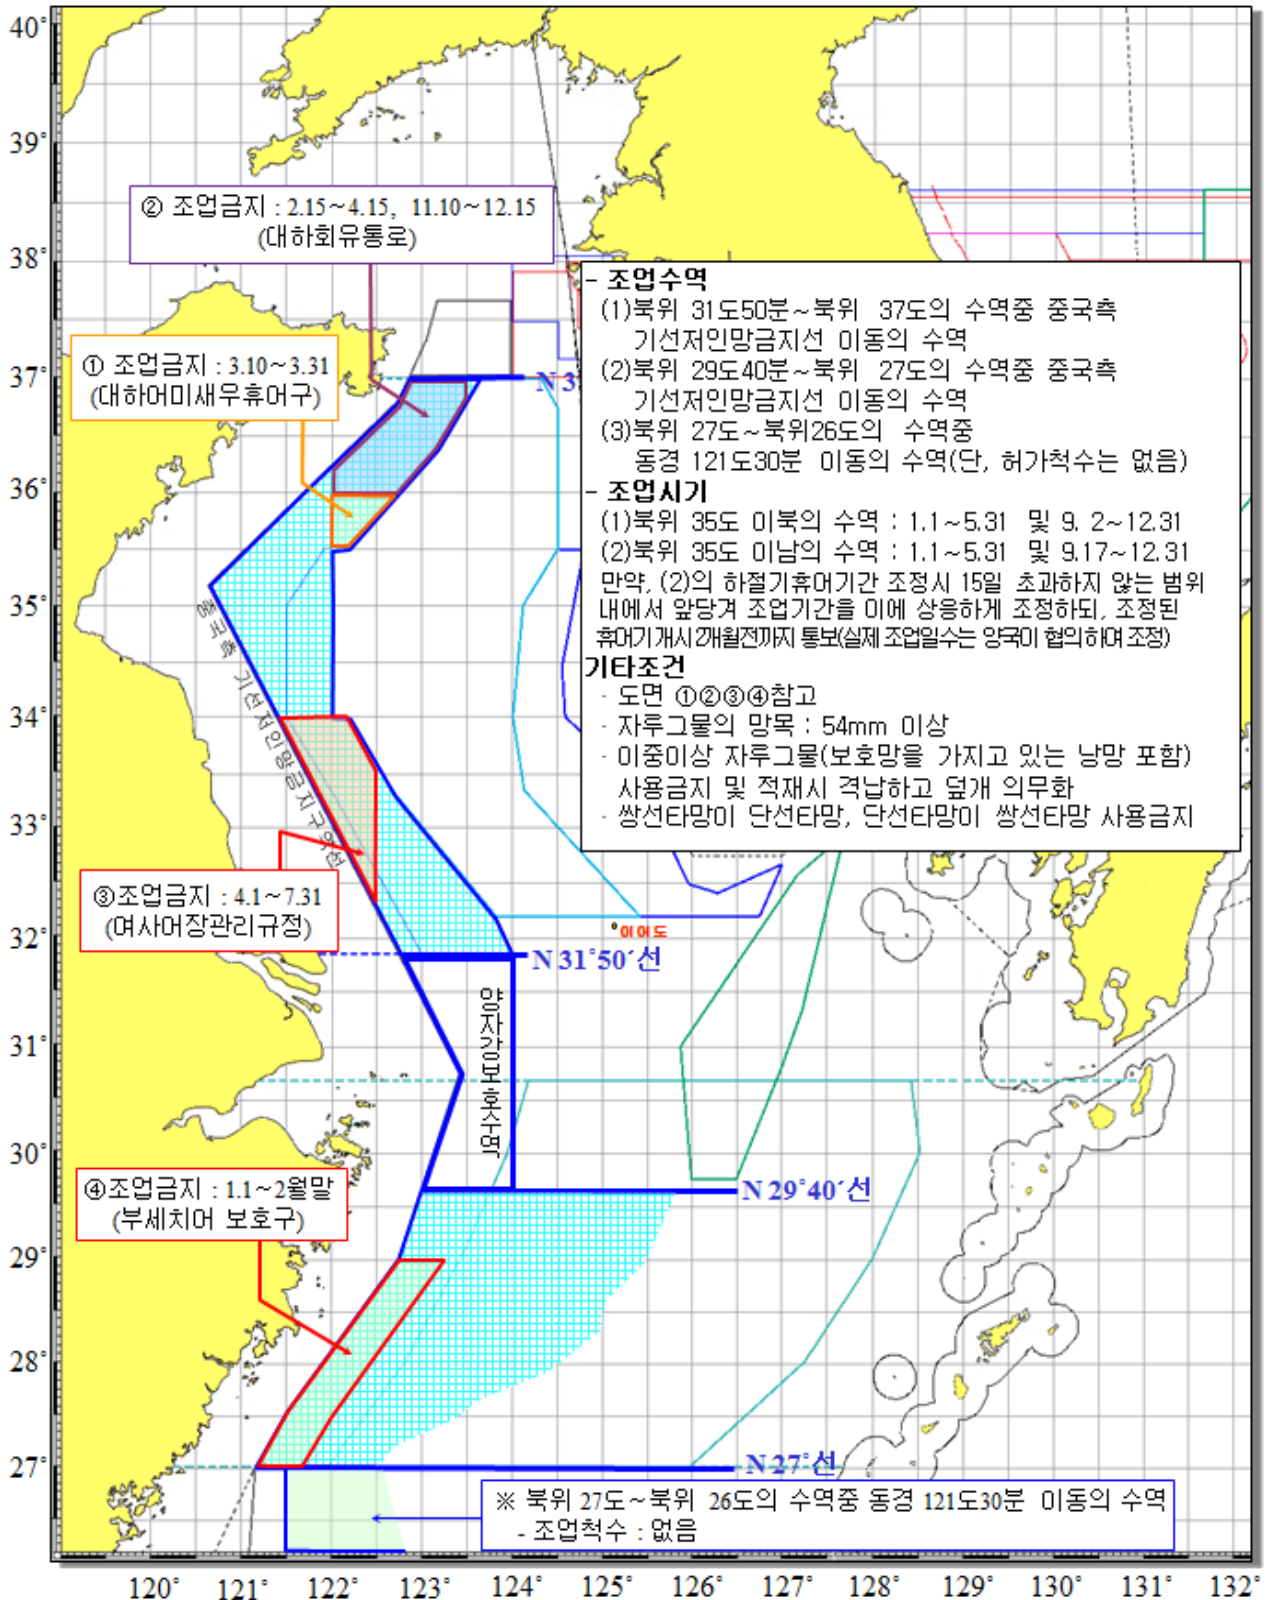 40°
39°
38°
37°
36°
35°
34°
33°
32°
31°
30°
29°
28°
27°
② 조업금지 : 2.15~4.15, 11.10~12.15
(대하회유통로)
① 조업금지 : 3.10~3.31
(대하어미새우휴어구)
N 3
- 조업수역
(1)북위 31도50분~북위 37도의 수역중 중국측
기선저인망금지선 이동의 수역
(2)북위 29도40분~북위 27도의 수역중 중국측
기선저인망금지선 이동의 수역
(3)북위 27도~북위26도의 수역중
동경 121도30분 이동의 수역(단, 허가척수는 없음)
- 조업시기
(1)북위 35도 이북의 수역 : 1.1~5.31 및 9. 2~12.31
(2)북위 35도 이남의 수역 : 1.1~5.31 및 9.17~12.31
만약, (2)의 하절기휴어기간 조정시 15일 초과하지 않는 범위
내에서 앞당겨 조업기간을 이에 상응하게 조정하되, 조정된
휴어기개시 2개월전까지 통보(실제 조업일수는 양국이 협의하여 조정)
기타조건
· 도면 ①②③④참고
· 자루그물의 망목 : 54mm 이상
· 이중이상 자루그물(보호망을 가지고 있는 낭망 포함)
사용금지 및 적재시 격납하고 덮개 의무화
· 쌍선타망이 단선타망, 단선타망이 쌍선타망 사용금지
중국측 기선저인망금지구역선
③조업금지 : 4.1~7.31
(여사어장관리규정)
이어도
N 31°50′선
양자강보호수역
N 29°40′선
④조업금지 : 1.1~2월말
(부세치어 보호구)
N 27°선
※ 북위 27도~북위 26도의 수역중 동경 121도30분 이동의 수역
- 조업척수 : 없음
120° 121° 122° 123° 124° 125° 126° 127° 128° 129° 130° 131° 132°